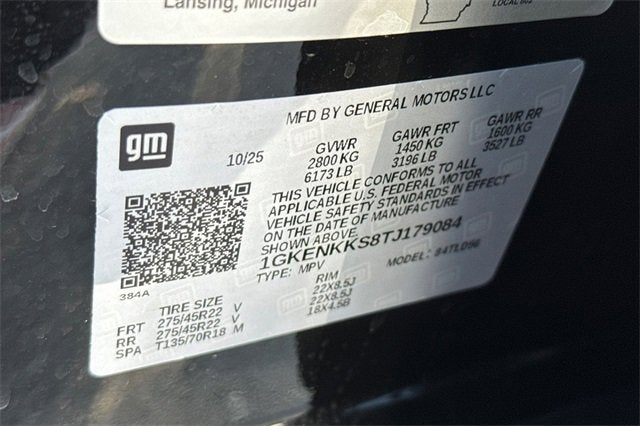 Lansing, Michigan
LOCAL 602
MFD BY GENERAL MOTORS LLC
gm
10/25
GVWR GAWR FRT GAWR RR
2800 KG 1450 KG 1600 KG
6173 LB 3196 LB 3527 LB
THIS VEHICLE CONFORMS TO ALL
APPLICABLE U.S. FEDERAL MOTOR
VEHICLE SAFETY STANDARDS IN EFFECT
ON THE DATE OF MANUFACTURE
SHOWN ABOVE.
1GKENKKS8TJ179084
TYPE: MPV MODEL:
384A
TIRE SIZE RIM
FRT 275/45R22 V 22X8.5J
RR 275/45R22 V 22X8.5J
SPA T135/70R18 M 18X4.5B